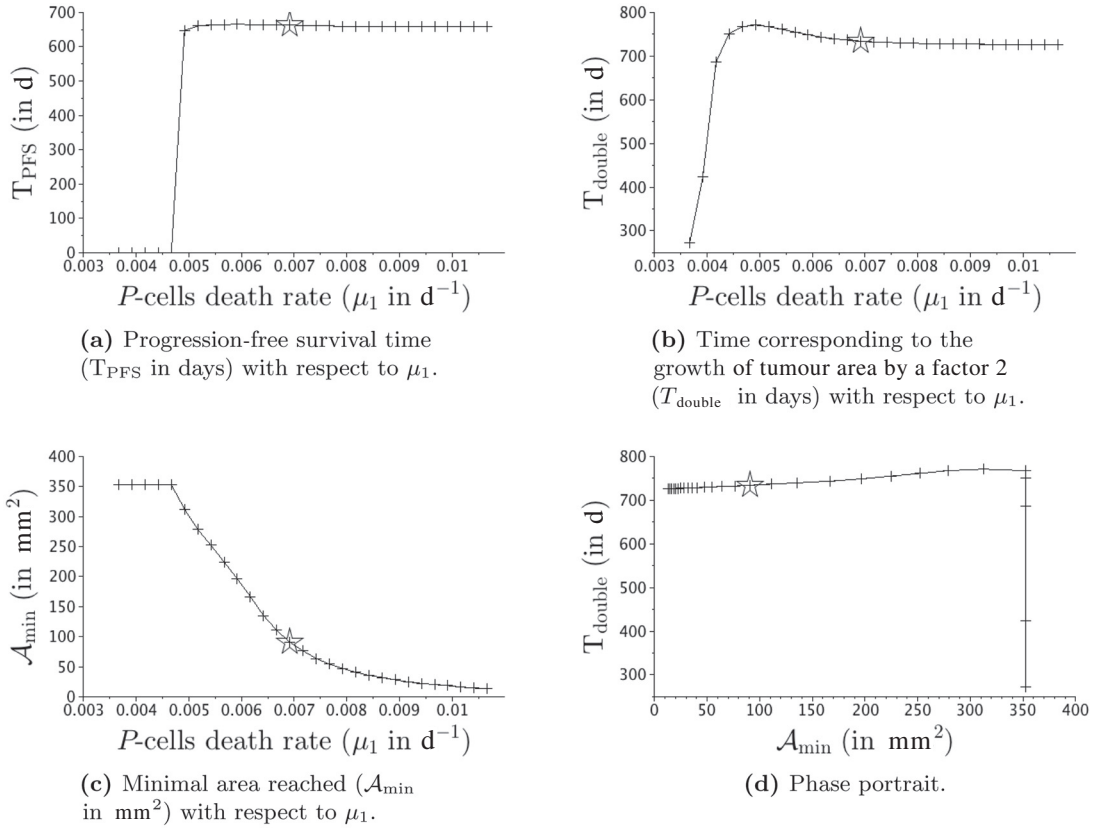 700
600
500
400
300
200
100
0
T_PFS (in d)
0.003 0.004 0.005 0.006 0.007 0.008 0.009 0.01
P-cells death rate (μ₁ in d⁻¹)
(a) Progression-free survival time
(T_PFS in days) with respect to μ₁.
800
700
600
500
400
300
T_double (in d)
0.003 0.004 0.005 0.006 0.007 0.008 0.009 0.01
P-cells death rate (μ₁ in d⁻¹)
(b) Time corresponding to the
growth of tumour area by a factor 2
(T_double in days) with respect to μ₁.
400
350
300
250
200
150
100
50
0
𝒜_min (in mm²)
0.003 0.004 0.005 0.006 0.007 0.008 0.009 0.01
P-cells death rate (μ₁ in d⁻¹)
(c) Minimal area reached (𝒜_min
in mm²) with respect to μ₁.
800
700
600
500
400
300
T_double (in d)
0 50 100 150 200 250 300 350 400
𝒜_min (in mm²)
(d) Phase portrait.